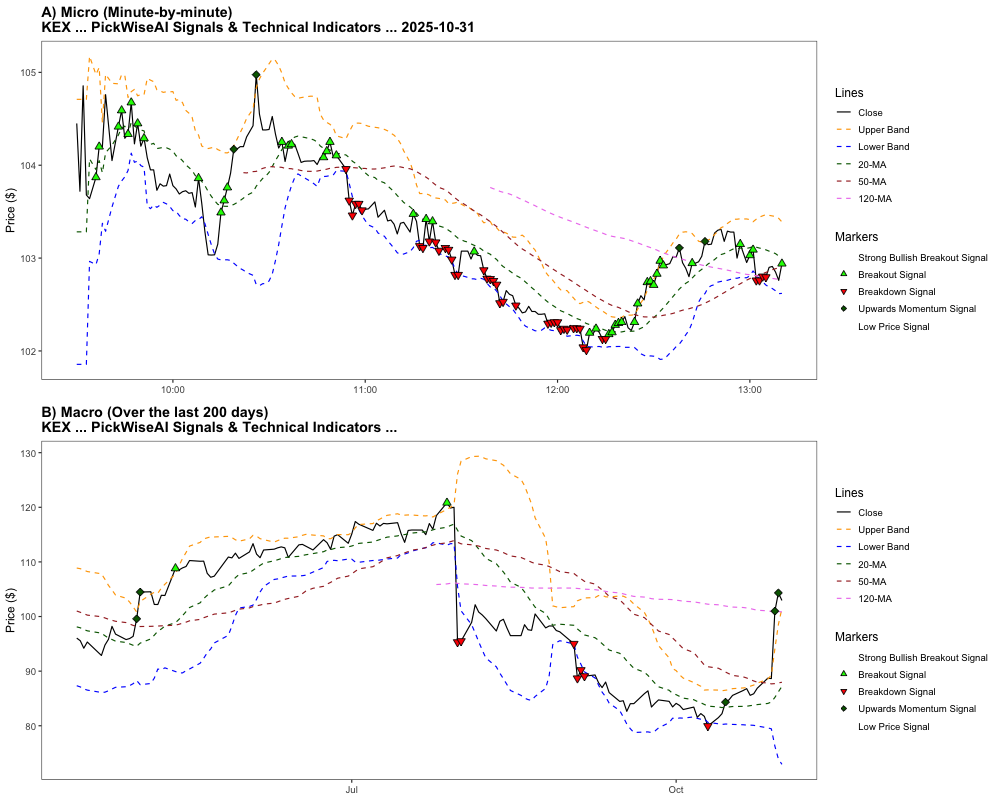 A) Micro (Minute-by-minute)
KEX ... PickWiseAI Signals & Technical Indicators ... 2025-10-31
105
104
103
102
Price ($)
10:00
11:00
12:00
13:00
Lines
Close
Upper Band
Lower Band
20-MA
50-MA
120-MA
Markers
Strong Bullish Breakout Signal
Breakout Signal
Breakdown Signal
Upwards Momentum Signal
Low Price Signal
B) Macro (Over the last 200 days)
KEX ... PickWiseAI Signals & Technical Indicators ...
130
120
110
100
90
80
Price ($)
Jul
Oct
Lines
Close
Upper Band
Lower Band
20-MA
50-MA
120-MA
Markers
Strong Bullish Breakout Signal
Breakout Signal
Breakdown Signal
Upwards Momentum Signal
Low Price Signal